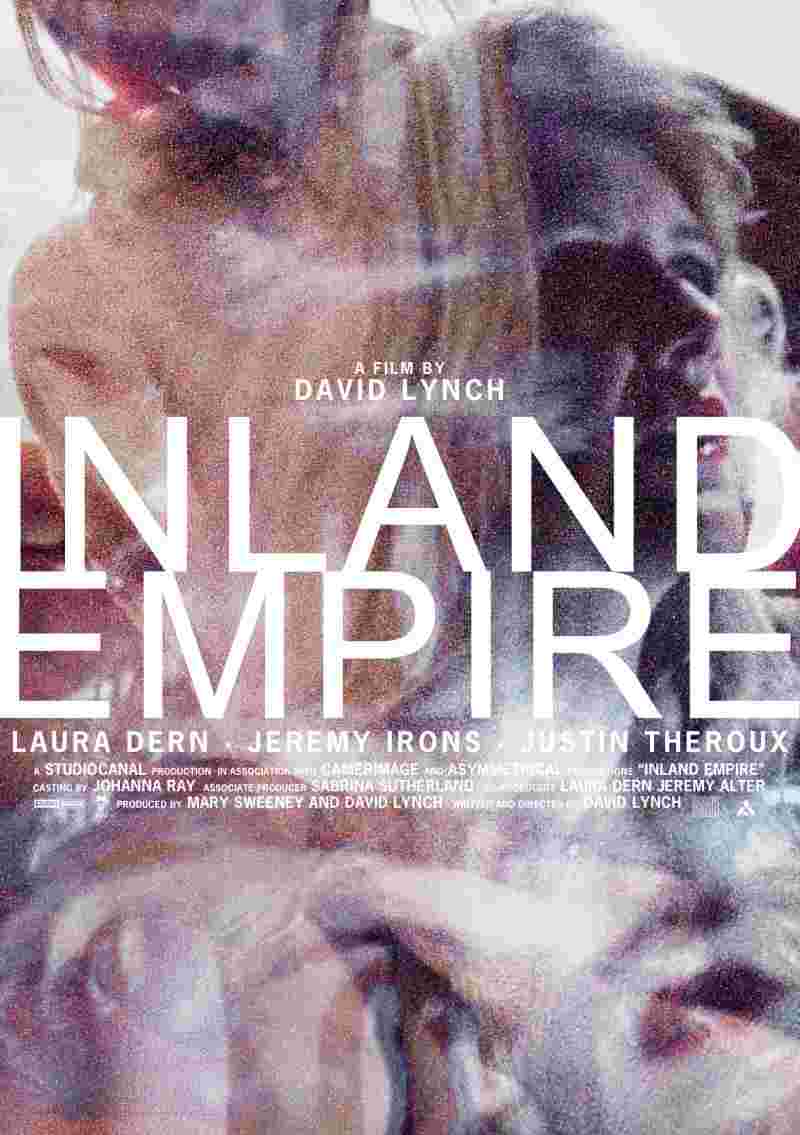 A FILM BY
DAVID LYNCH
INLAND
EMPIRE
LAURA DERN · JEREMY IRONS · JUSTIN THEROUX
A STUDIOCANAL PRODUCTION IN ASSOCIATION WITH CAMERIMAGE AND ASYMMETRICAL "INLAND EMPIRE"
CASTING BY JOHANNA RAY ASSOCIATE PRODUCER SABRINA SUTHERLAND LAURA DERN JEREMY ALTER
PRODUCED BY MARY SWEENEY AND DAVID LYNCH WRITTEN AND DIRECTED BY DAVID LYNCH